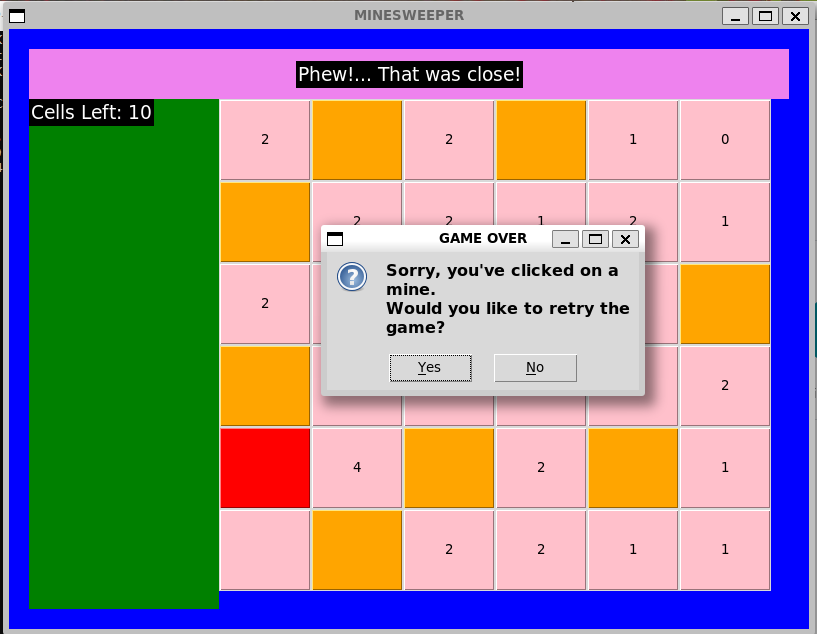 MINESWEEPER
Phew!... That was close!
Cells Left: 10
2 2 1 0
2 2 1 2 1
GAME OVER
Sorry, you've clicked on a
mine.
Would you like to retry the
game?
Yes No
2
2
4 2 1
2 2 1 1